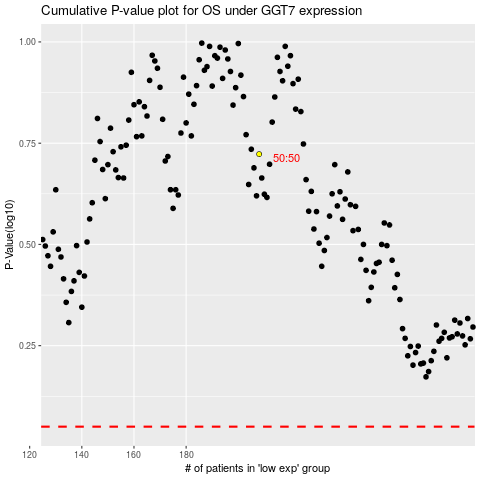 Cumulative P-value plot for OS under GGT7 expression
P-Value(log10)
1.00
0.75
0.50
0.25
50:50
120 140 160 180
# of patients in 'low exp' group